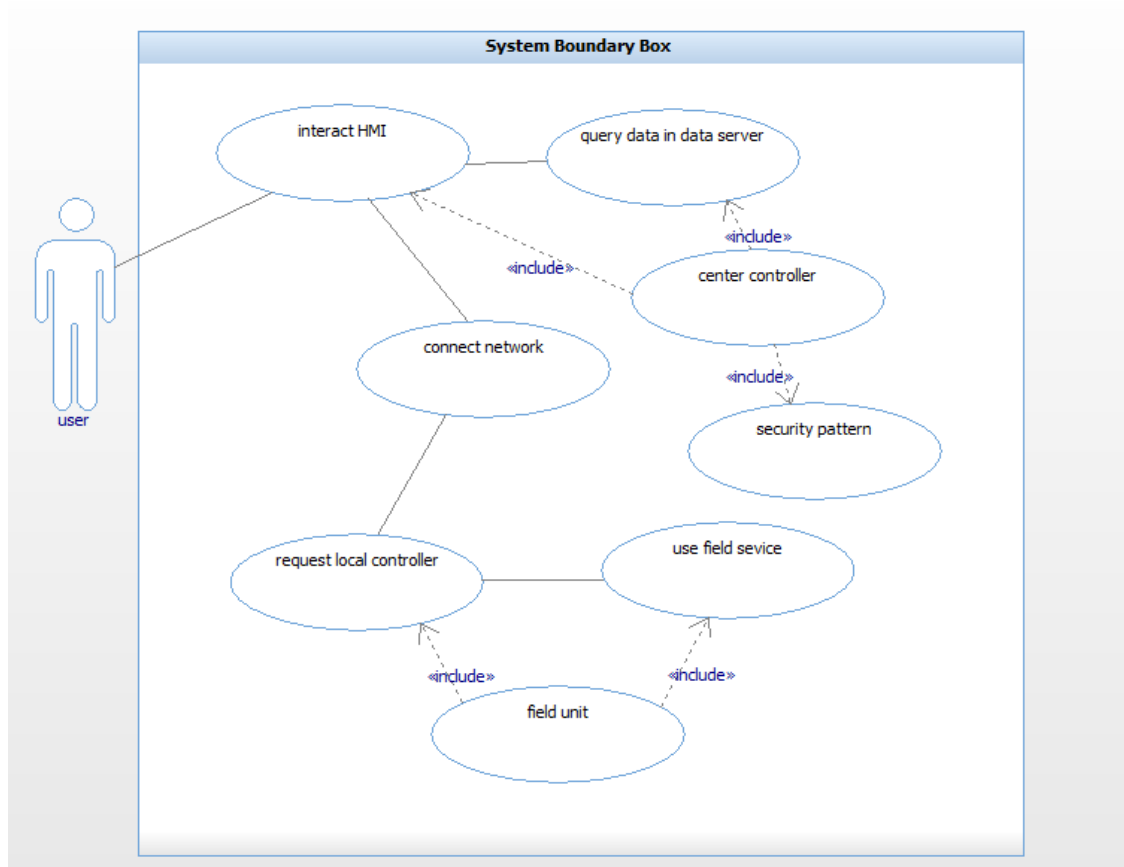 System Boundary Box
interact HMI
query data in data server
«include»
«include»
center controller
connect network
«include»
user
security pattern
use field sevice
request local controller
«include»
«include»
field unit